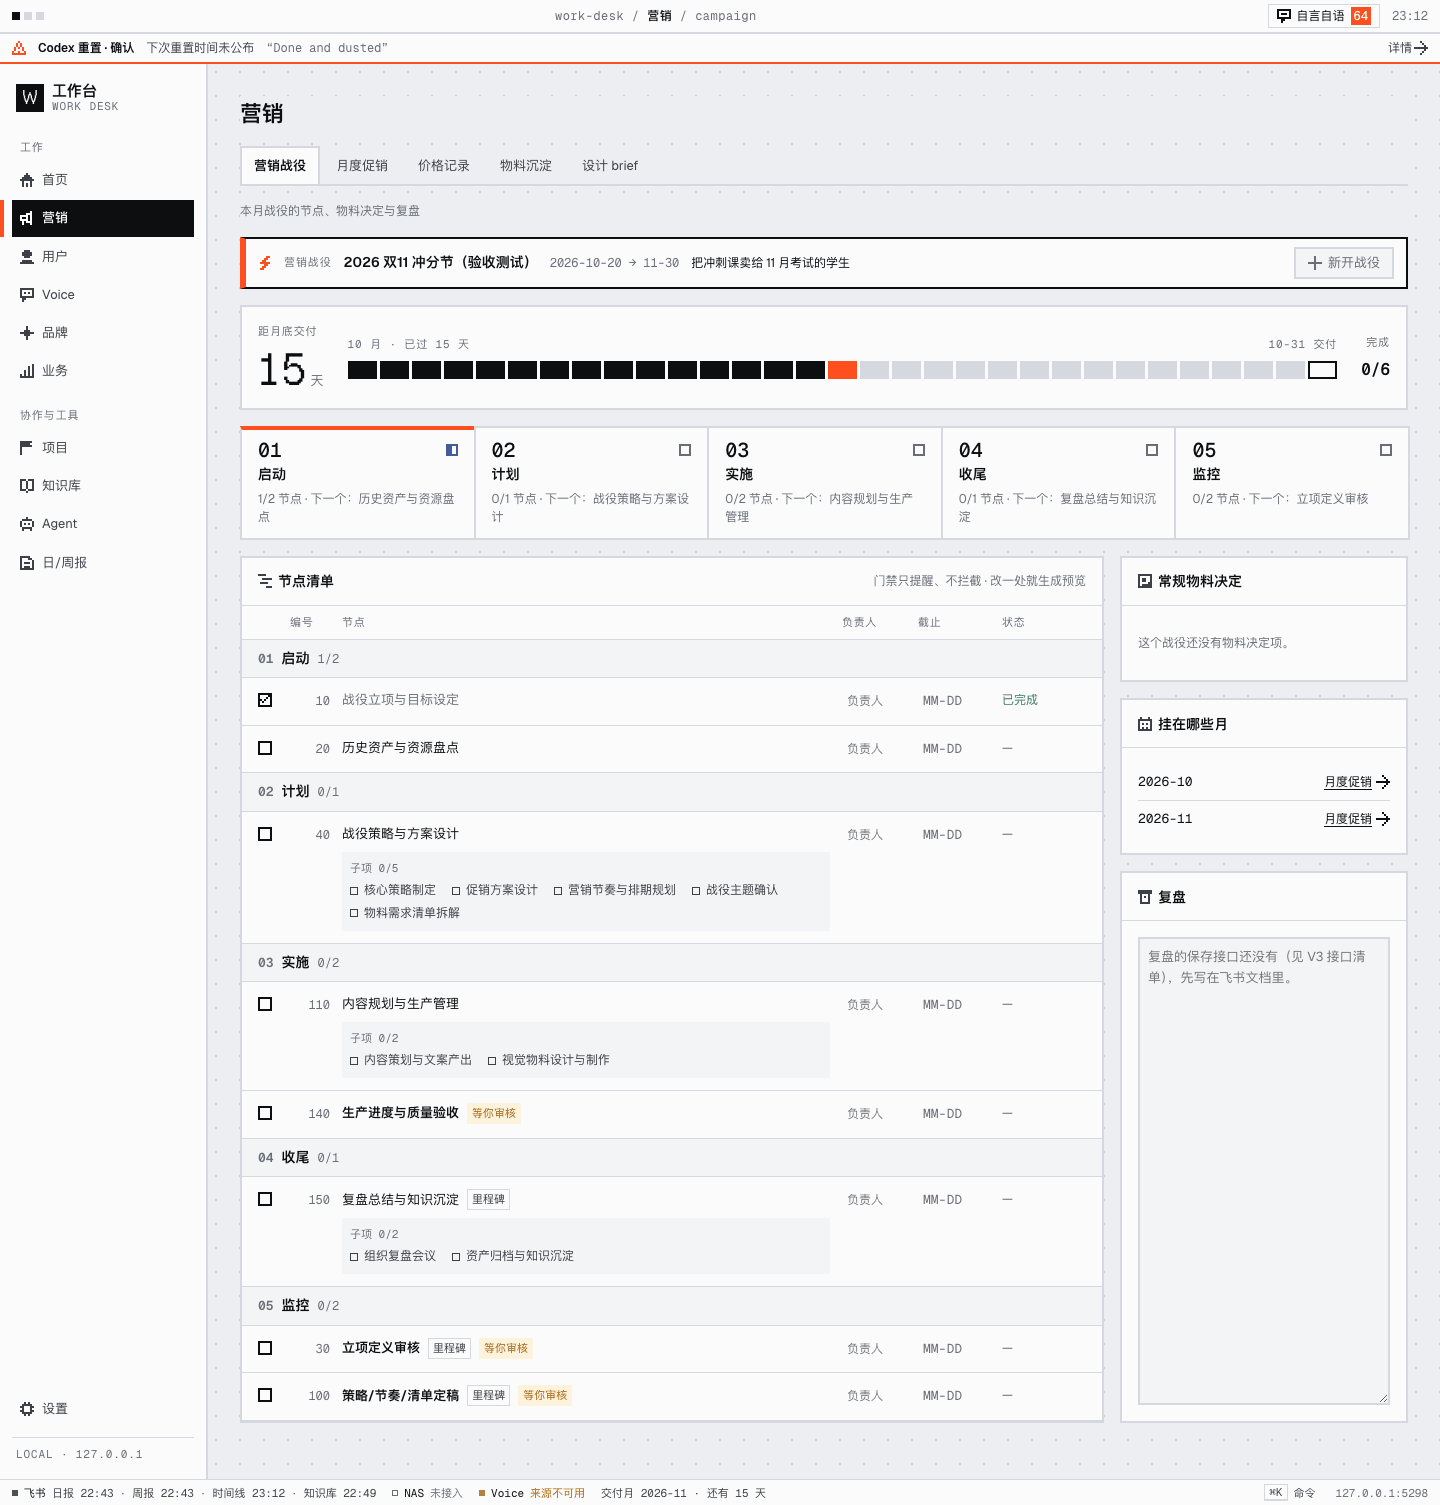 work-desk / 营销 / campaign
自言自语 64 23:12
Codex 重置·确认 下次重置时间未公布 “Done and dusted”
详情
W 工作台
WORK DESK
工作
首页
营销
用户
Voice
品牌
业务
协作与工具
项目
知识库
Agent
日/周报
设置
LOCAL · 127.0.0.1
营销
营销战役 月度促销 价格记录 物料沉淀 设计 brief
本月战役的节点、物料决定与复盘
营销战役 2026 双11 冲分节（验收测试） 2026-10-20 → 11-30 把冲刺课卖给 11 月考试的学生
新开战役
距月底交付
15 天
10 月 · 已过 15 天
10-31 交付
完成
0/6
01
启动
1/2 节点·下一个：历史资产与资源盘
点
02
计划
0/1 节点·下一个：战役策略与方案设
计
03
实施
0/2 节点·下一个：内容规划与生产
管理
04
收尾
0/1 节点·下一个：复盘总结与知识沉
淀
05
监控
0/2 节点·下一个：立项定义审核
节点清单 门禁只提醒、不拦截·改一处就生成预览
编号 节点 负责人 截止 状态
01 启动 1/2
10 战役立项与目标设定 负责人 MM-DD 已完成
20 历史资产与资源盘点 负责人 MM-DD —
02 计划 0/1
40 战役策略与方案设计 负责人 MM-DD —
子项 0/5
核心策略制定 促销方案设计 营销节奏与排期规划 战役主题确认
物料需求清单拆解
03 实施 0/2
110 内容规划与生产管理 负责人 MM-DD —
子项 0/2
内容策划与文案产出 视觉物料设计与制作
140 生产进度与质量验收 等你审核 负责人 MM-DD —
04 收尾 0/1
150 复盘总结与知识沉淀 里程碑 负责人 MM-DD —
子项 0/2
组织复盘会议 资产归档与知识沉淀
05 监控 0/2
30 立项定义审核 里程碑 等你审核 负责人 MM-DD —
100 策略/节奏/清单定稿 里程碑 等你审核 负责人 MM-DD —
常规物料决定
这个战役还没有物料决定项。
挂在哪些月
2026-10 月度促销
2026-11 月度促销
复盘
复盘的保存接口还没有（见 V3 接口清
单），先写在飞书文档里。
飞书 日报 22:43 · 周报 22:43 · 时间线 23:12 · 知识库 22:49 NAS 未接入 Voice 来源不可用 交付月 2026-11 · 还有 15 天
⌘K 命令 127.0.0.1:5298